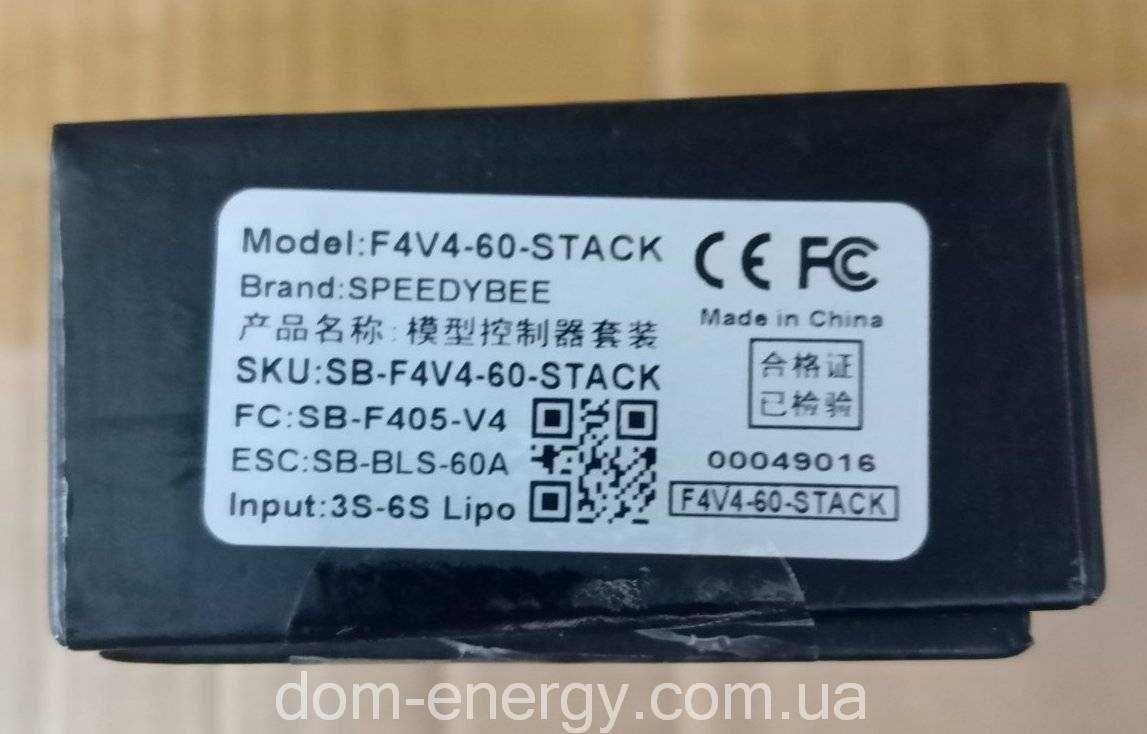 Model:F4V4-60-STACK
Brand:SPEEDYBEE
产品名称:模型控制器套装
SKU:SB-F4V4-60-STACK
FC:SB-F405-V4
ESC:SB-BLS-60A
Input:3S-6S Lipo
CE FC
Made in China
合格证
已检验
00049016
F4V4-60-STACK
dom-energy.com.ua